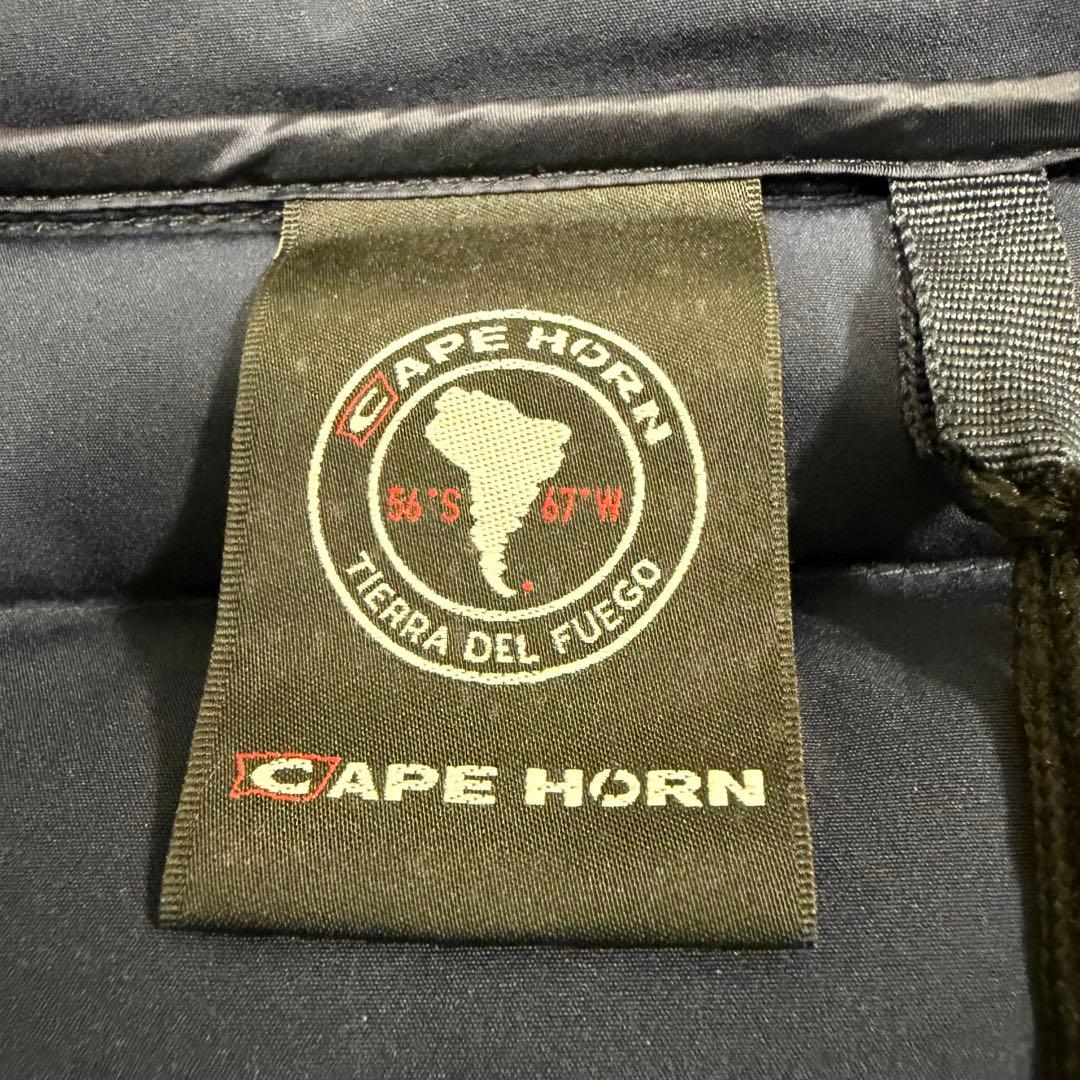 CAPE HORN
56°S 67°W
TIERRA DEL FUEGO
CAPE HORN